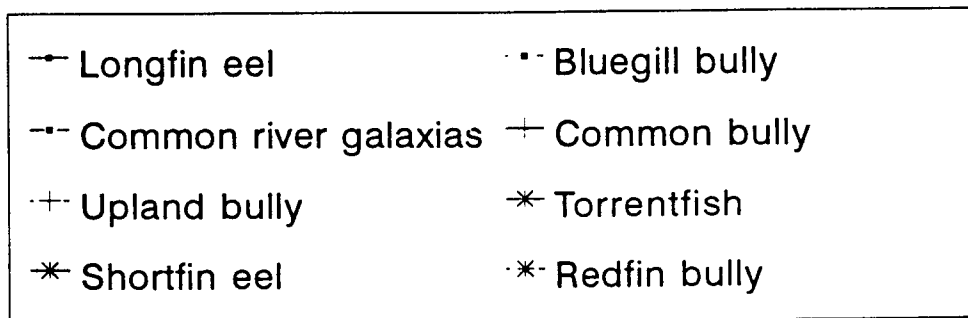 Longfin eel
Bluegill bully
Common river galaxias
Common bully
Upland bully
Torrentfish
Shortfin eel
Redfin bully